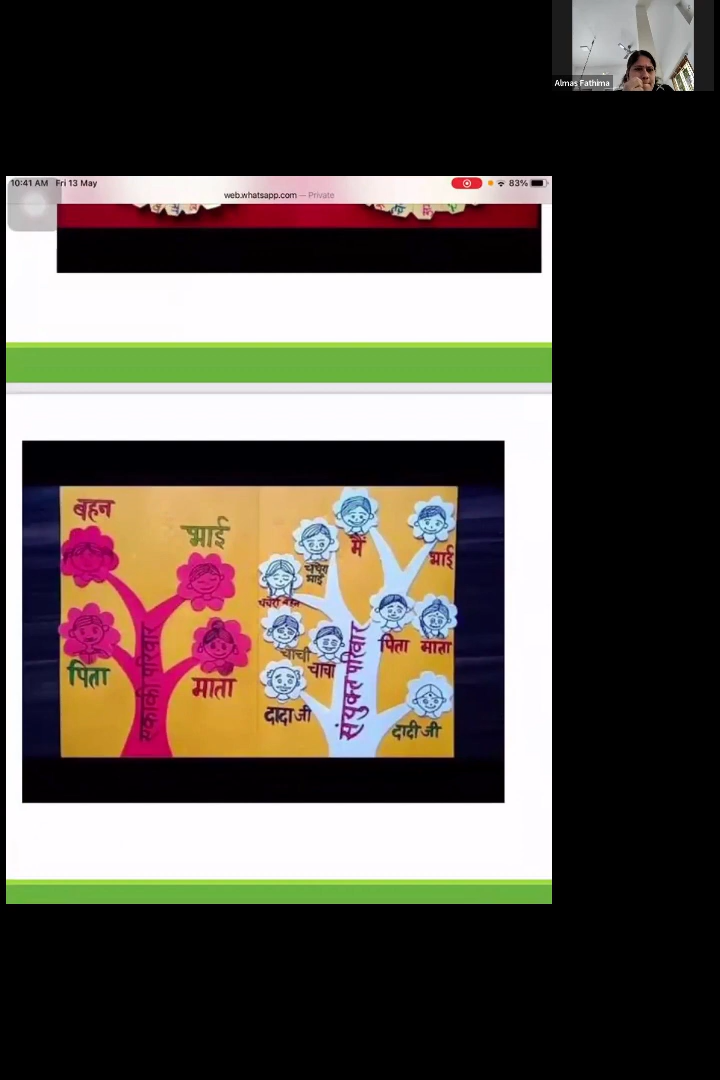 Almas Fathima
10:41 AM Fri 13 May
83%
web.whatsapp.com — Private
बहन
भाई
पिता
माता
एकाकी परिवार
मैं
भाई
चचेरा
भाई
चचेरी बहन
चाची
चाचा
पिता
माता
दादा जी
दादी जी
संयुक्त परिवार